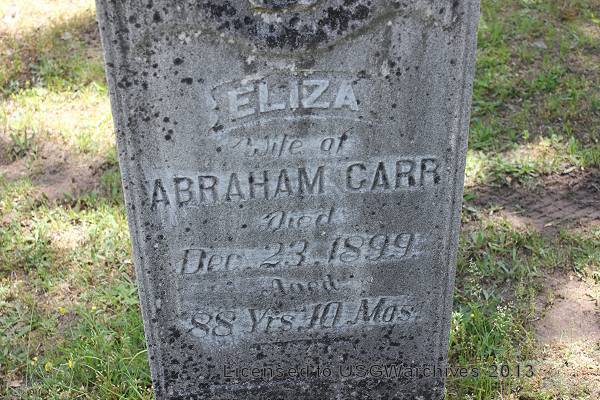 ELIZA
Wife of
ABRAHAM CARR
Died
Dec. 23, 1899
Aged
88 Yrs. 10 Mos.
Licensed to USGWarchives 2013